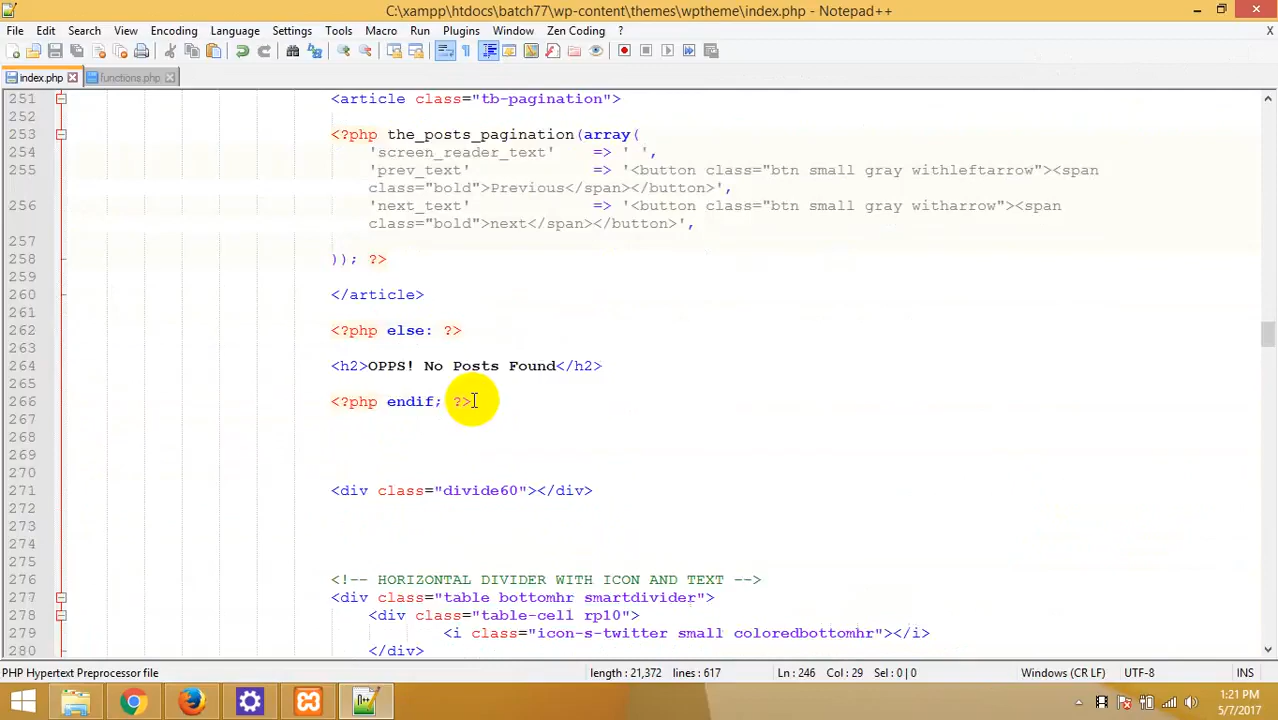 C:\xampp\htdocs\batch77\wp-content\themes\wptheme\index.php - Notepad++
File Edit Search View Encoding Language Settings Tools Macro Run Plugins Window Zen Coding ? X
index.php functions.php
251 <article class="tb-pagination">
252
253 <?php the_posts_pagination(array(
254 'screen_reader_text' => ' ',
255 'prev_text' => '<button class="btn small gray withleftarrow"><span
class="bold">Previous</span></button>',
256 'next_text' => '<button class="btn small gray witharrow"><span
class="bold">next</span></button>',
257
258 )); ?>
259
260 </article>
261
262 <?php else: ?>
263
264 <h2>OPPS! No Posts Found</h2>
265
266 <?php endif; ?>
267
268
269
270
271 <div class="divide60"></div>
272
273
274
275
276 <!-- HORIZONTAL DIVIDER WITH ICON AND TEXT -->
277 <div class="table bottomhr smartdivider">
278 <div class="table-cell rp10">
279 <i class="icon-s-twitter small coloredbottomhr"></i>
280 </div>
PHP Hypertext Preprocessor file length : 21,372 lines : 617 Ln : 246 Col : 29 Sel : 0 | 0 Windows (CR LF) UTF-8 INS
1:21 PM
5/7/2017